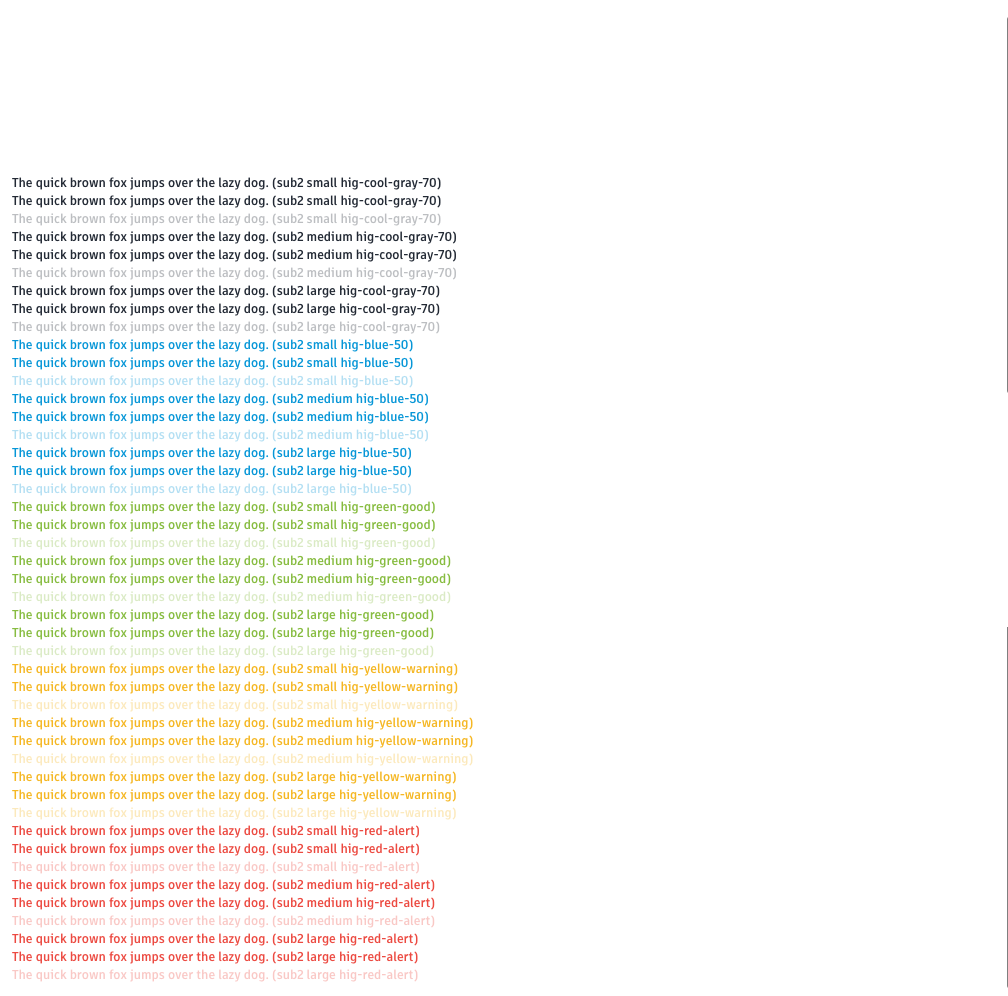 The quick brown fox jumps over the lazy dog. (sub2 small hig-cool-gray-70)
The quick brown fox jumps over the lazy dog. (sub2 small hig-cool-gray-70)
The quick brown fox jumps over the lazy dog. (sub2 small hig-cool-gray-70)
The quick brown fox jumps over the lazy dog. (sub2 medium hig-cool-gray-70)
The quick brown fox jumps over the lazy dog. (sub2 medium hig-cool-gray-70)
The quick brown fox jumps over the lazy dog. (sub2 medium hig-cool-gray-70)
The quick brown fox jumps over the lazy dog. (sub2 large hig-cool-gray-70)
The quick brown fox jumps over the lazy dog. (sub2 large hig-cool-gray-70)
The quick brown fox jumps over the lazy dog. (sub2 large hig-cool-gray-70)
The quick brown fox jumps over the lazy dog. (sub2 small hig-blue-50)
The quick brown fox jumps over the lazy dog. (sub2 small hig-blue-50)
The quick brown fox jumps over the lazy dog. (sub2 small hig-blue-50)
The quick brown fox jumps over the lazy dog. (sub2 medium hig-blue-50)
The quick brown fox jumps over the lazy dog. (sub2 medium hig-blue-50)
The quick brown fox jumps over the lazy dog. (sub2 medium hig-blue-50)
The quick brown fox jumps over the lazy dog. (sub2 large hig-blue-50)
The quick brown fox jumps over the lazy dog. (sub2 large hig-blue-50)
The quick brown fox jumps over the lazy dog. (sub2 large hig-blue-50)
The quick brown fox jumps over the lazy dog. (sub2 small hig-green-good)
The quick brown fox jumps over the lazy dog. (sub2 small hig-green-good)
The quick brown fox jumps over the lazy dog. (sub2 small hig-green-good)
The quick brown fox jumps over the lazy dog. (sub2 medium hig-green-good)
The quick brown fox jumps over the lazy dog. (sub2 medium hig-green-good)
The quick brown fox jumps over the lazy dog. (sub2 medium hig-green-good)
The quick brown fox jumps over the lazy dog. (sub2 large hig-green-good)
The quick brown fox jumps over the lazy dog. (sub2 large hig-green-good)
The quick brown fox jumps over the lazy dog. (sub2 large hig-green-good)
The quick brown fox jumps over the lazy dog. (sub2 small hig-yellow-warning)
The quick brown fox jumps over the lazy dog. (sub2 small hig-yellow-warning)
The quick brown fox jumps over the lazy dog. (sub2 small hig-yellow-warning)
The quick brown fox jumps over the lazy dog. (sub2 medium hig-yellow-warning)
The quick brown fox jumps over the lazy dog. (sub2 medium hig-yellow-warning)
The quick brown fox jumps over the lazy dog. (sub2 medium hig-yellow-warning)
The quick brown fox jumps over the lazy dog. (sub2 large hig-yellow-warning)
The quick brown fox jumps over the lazy dog. (sub2 large hig-yellow-warning)
The quick brown fox jumps over the lazy dog. (sub2 large hig-yellow-warning)
The quick brown fox jumps over the lazy dog. (sub2 small hig-red-alert)
The quick brown fox jumps over the lazy dog. (sub2 small hig-red-alert)
The quick brown fox jumps over the lazy dog. (sub2 small hig-red-alert)
The quick brown fox jumps over the lazy dog. (sub2 medium hig-red-alert)
The quick brown fox jumps over the lazy dog. (sub2 medium hig-red-alert)
The quick brown fox jumps over the lazy dog. (sub2 medium hig-red-alert)
The quick brown fox jumps over the lazy dog. (sub2 large hig-red-alert)
The quick brown fox jumps over the lazy dog. (sub2 large hig-red-alert)
The quick brown fox jumps over the lazy dog. (sub2 large hig-red-alert)